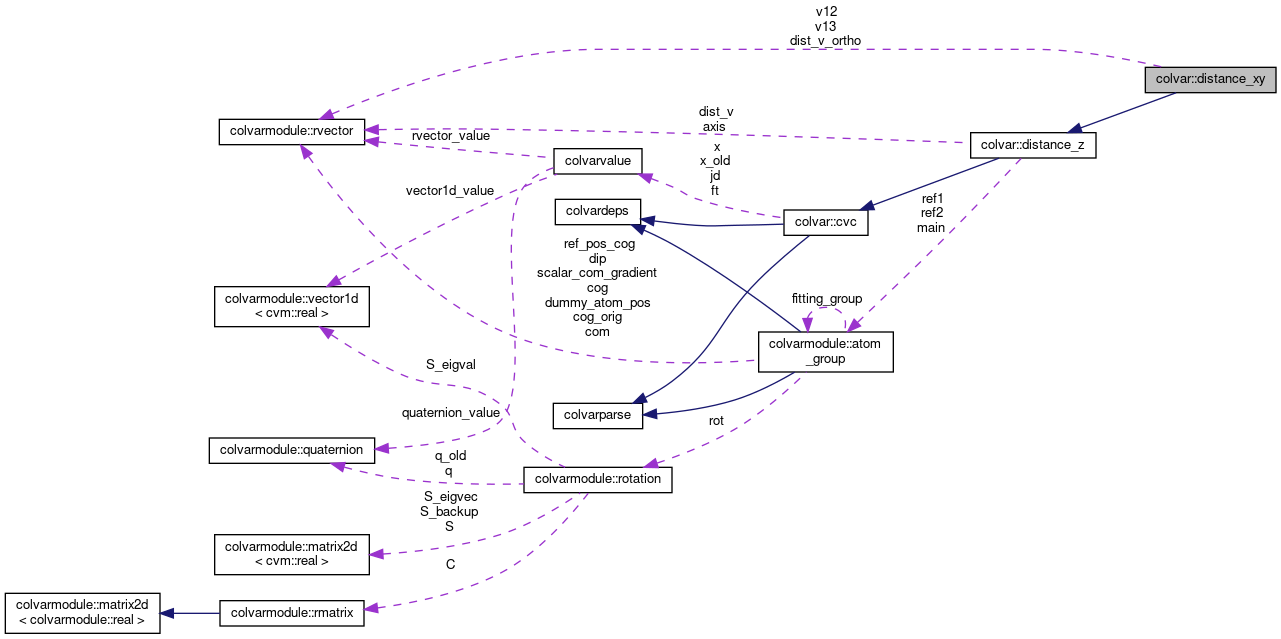 v12
v13
dist_v_ortho
colvar::distance_xy
colvarmodule::rvector
rvector_value
dist_v
axis
colvar::distance_z
colvarvalue
x
x_old
jd
ft
vector1d_value
colvardeps
colvar::cvc
ref1
ref2
main
ref_pos_cog
dip
scalar_com_gradient
cog
dummy_atom_pos
cog_orig
com
fitting_group
colvarmodule::vector1d
< cvm::real >
colvarmodule::atom
_group
S_eigval
colvarparse
quaternion_value
rot
colvarmodule::quaternion
q_old
q
colvarmodule::rotation
S_eigvec
S_backup
S
colvarmodule::matrix2d
< cvm::real >
C
colvarmodule::matrix2d
< colvarmodule::real >
colvarmodule::rmatrix